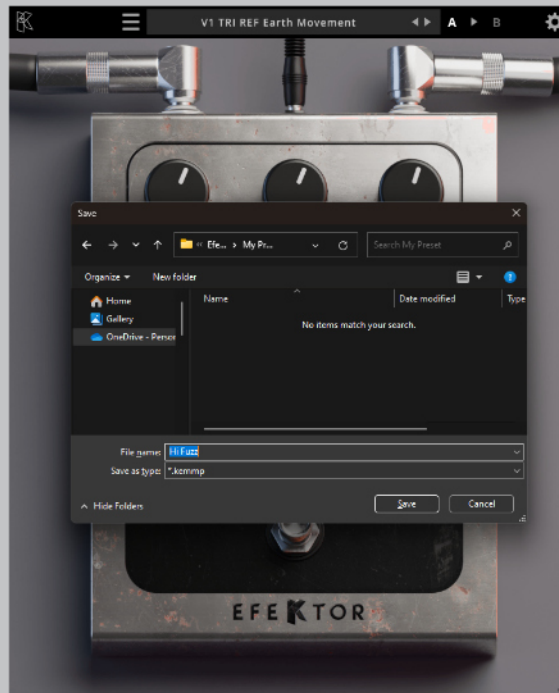 V1 TRI REF Earth Movement
A
B
Save
Efe... > My Pr...
Search My Preset
Organize
New folder
Home
Gallery
OneDrive - Person
Name
Date modified
Type
No items match your search.
File name:
Hi Fuzz
Save as type:
*.kemmp
Hide Folders
Save
Cancel
EFEKTOR